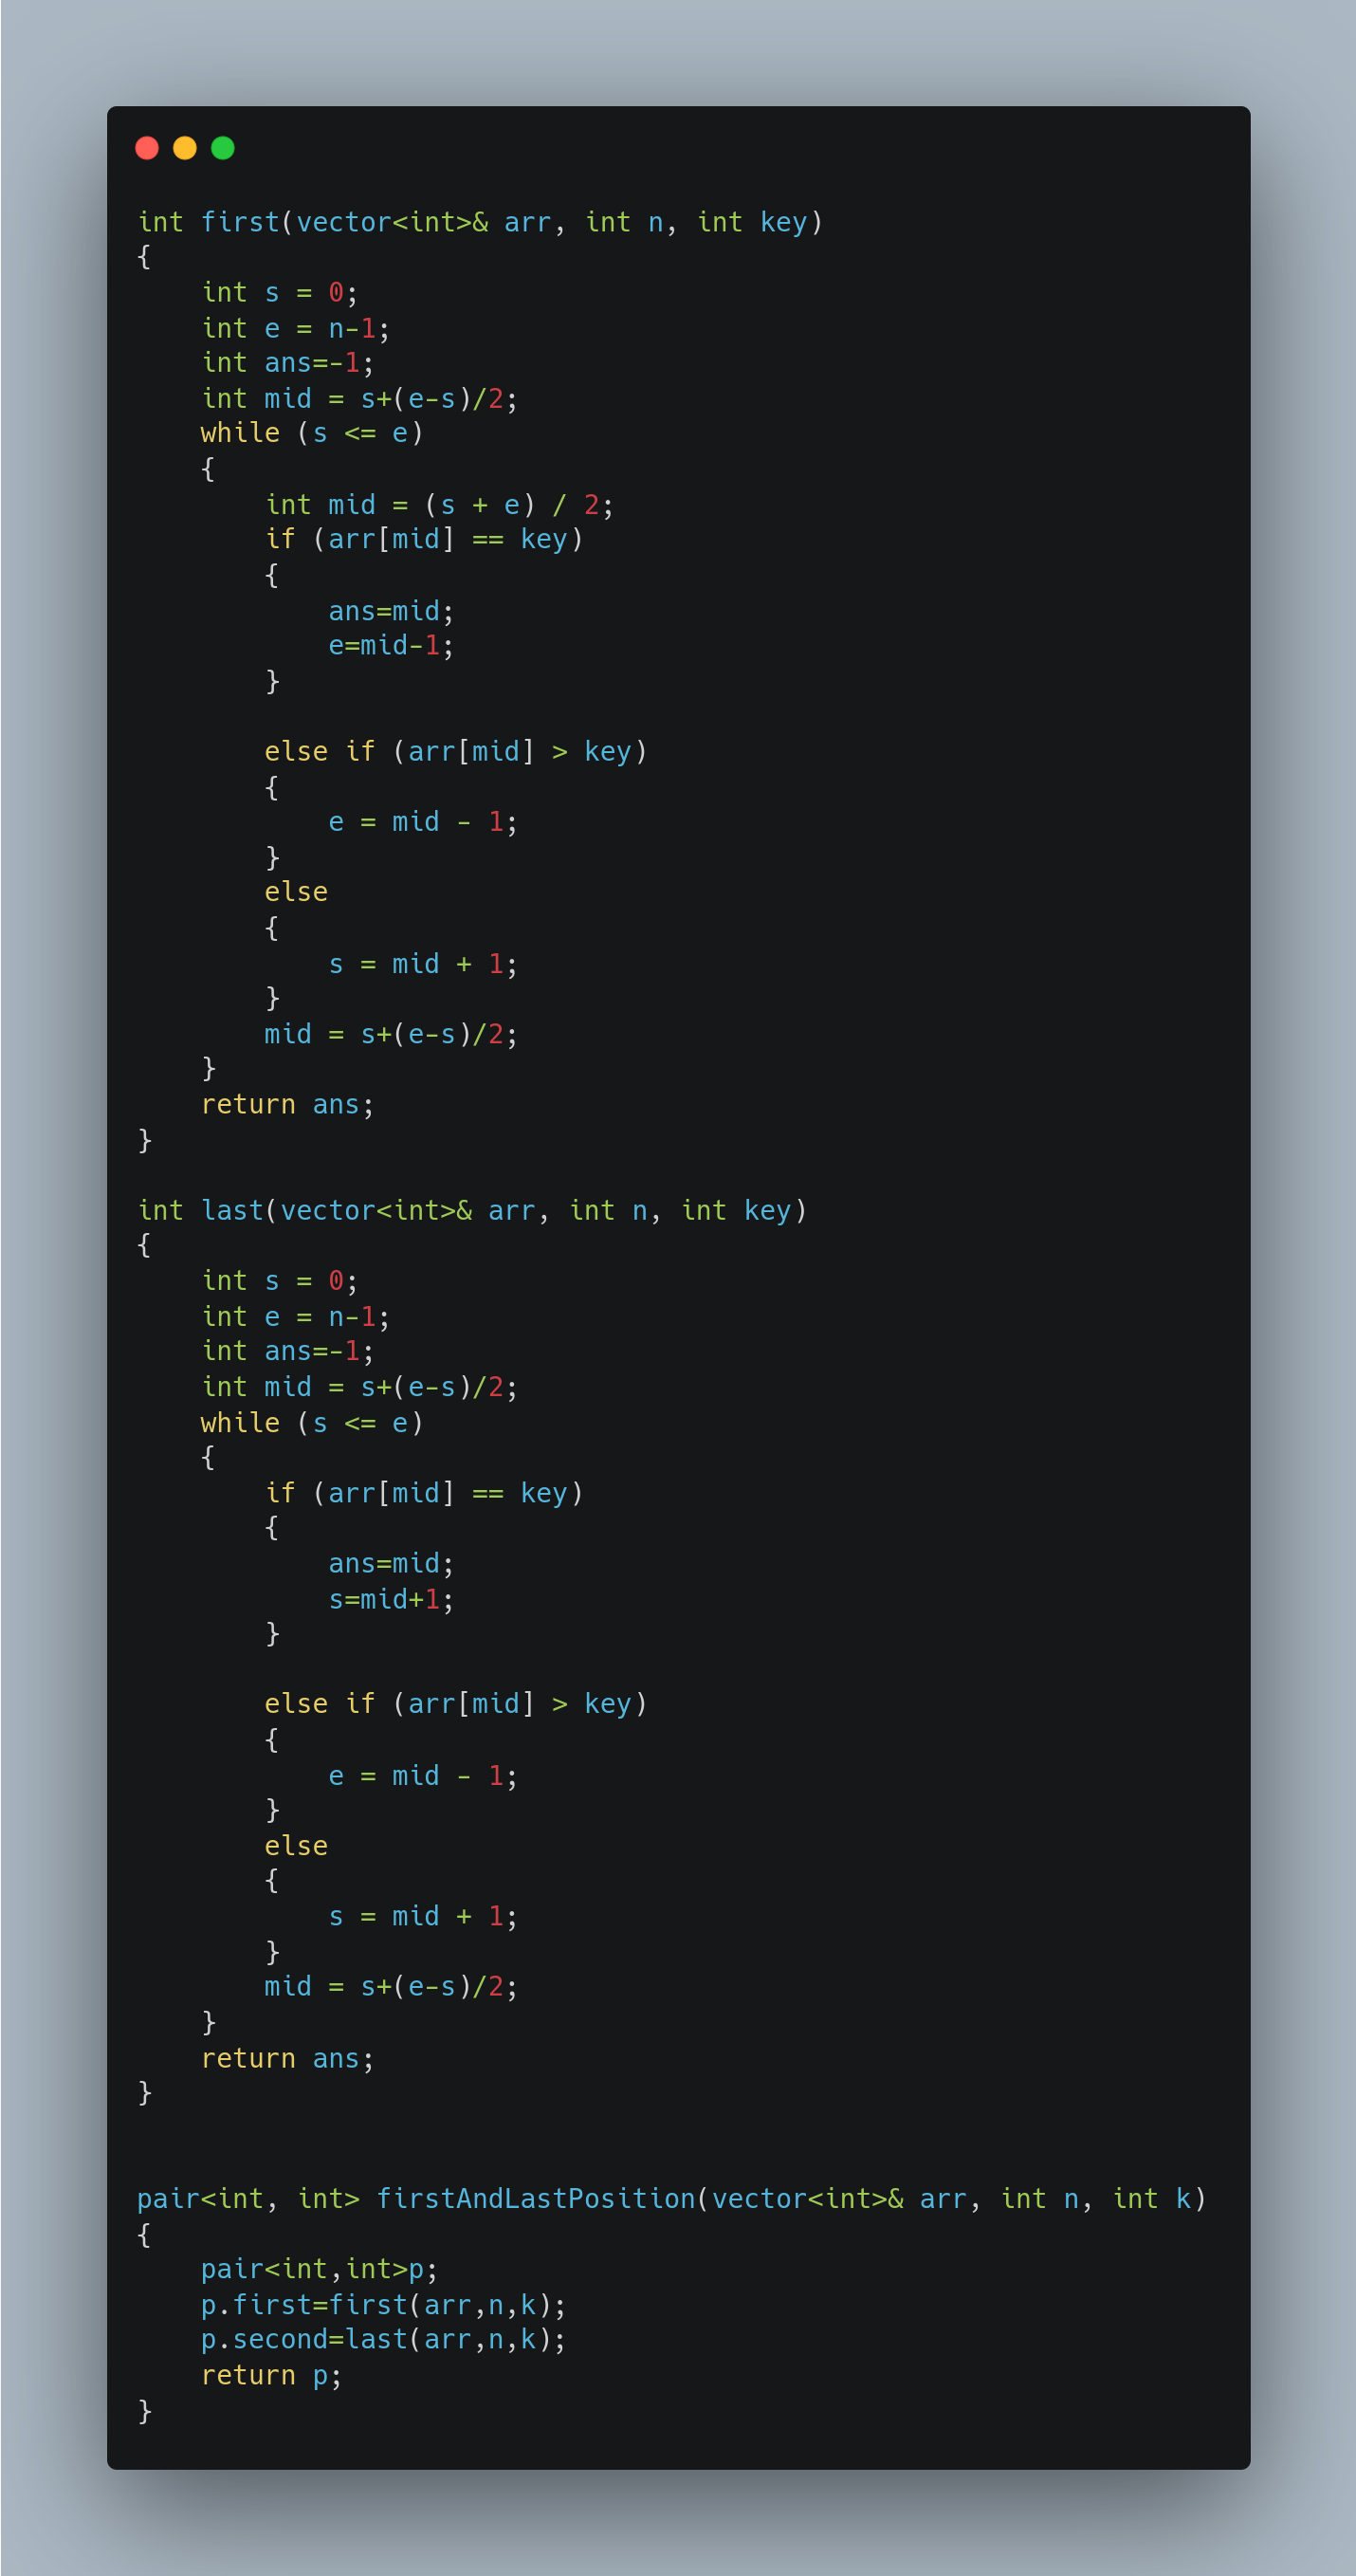 int first(vector<int>& arr, int n, int key)
{
    int s = 0;
    int e = n-1;
    int ans=-1;
    int mid = s+(e-s)/2;
    while (s <= e)
    {
        int mid = (s + e) / 2;
        if (arr[mid] == key)
        {
            ans=mid;
            e=mid-1;
        }

        else if (arr[mid] > key)
        {
            e = mid - 1;
        }
        else
        {
            s = mid + 1;
        }
        mid = s+(e-s)/2;
    }
    return ans;
}

int last(vector<int>& arr, int n, int key)
{
    int s = 0;
    int e = n-1;
    int ans=-1;
    int mid = s+(e-s)/2;
    while (s <= e)
    {
        if (arr[mid] == key)
        {
            ans=mid;
            s=mid+1;
        }

        else if (arr[mid] > key)
        {
            e = mid - 1;
        }
        else
        {
            s = mid + 1;
        }
        mid = s+(e-s)/2;
    }
    return ans;
}


pair<int, int> firstAndLastPosition(vector<int>& arr, int n, int k)
{
    pair<int,int>p;
    p.first=first(arr,n,k);
    p.second=last(arr,n,k);
    return p;
}